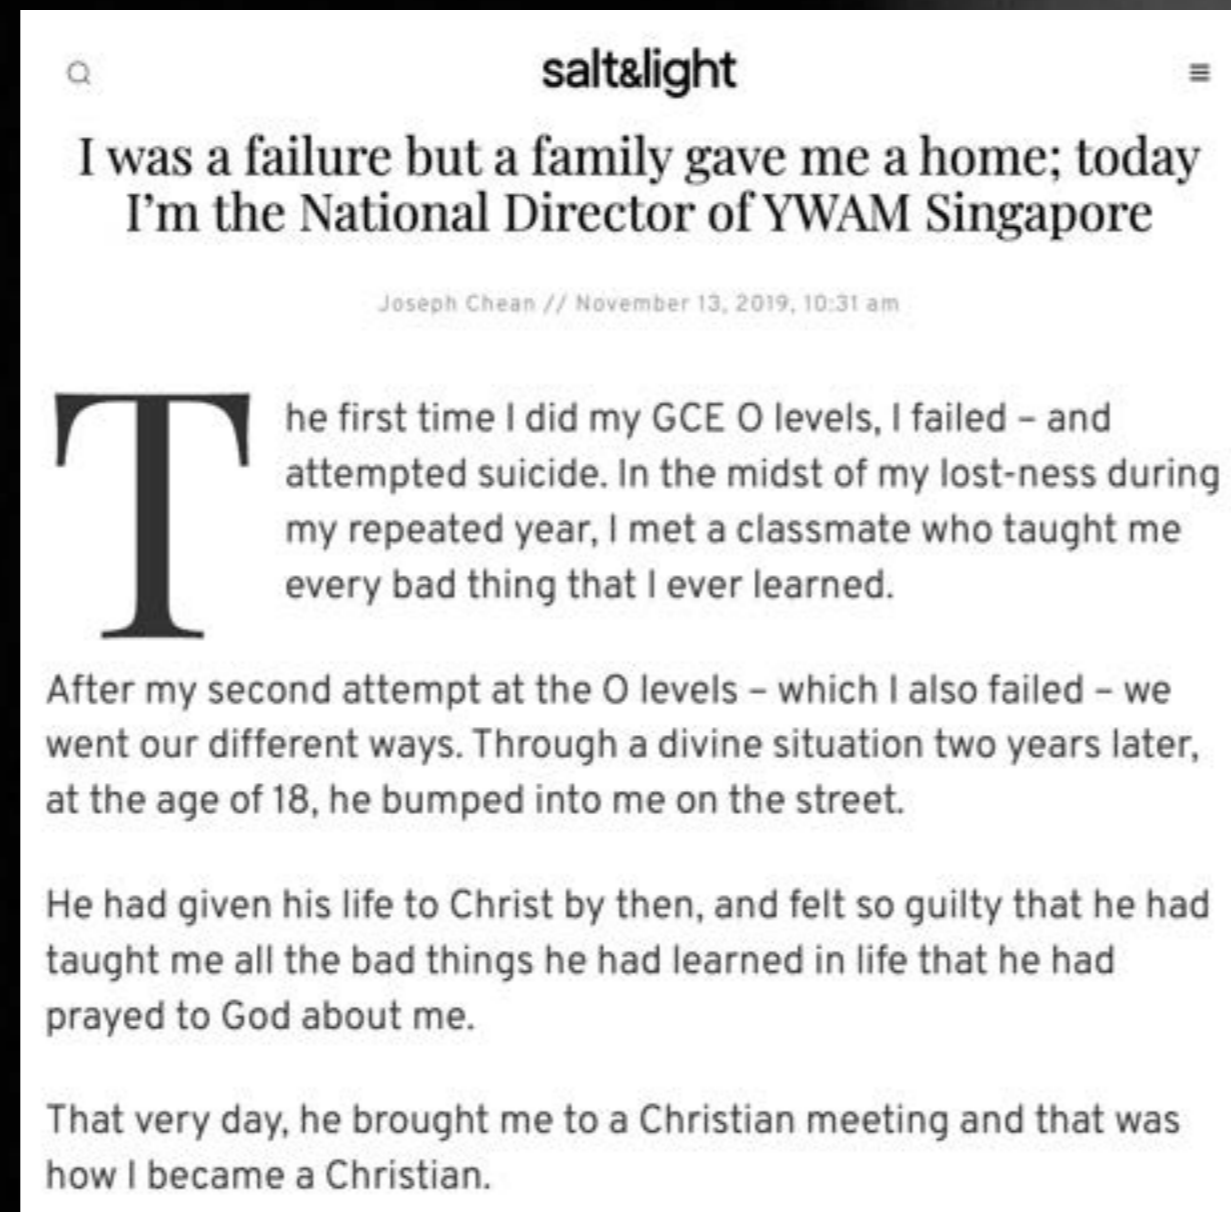 salt&light
I was a failure but a family gave me a home; today
I'm the National Director of YWAM Singapore
Joseph Chean // November 13, 2019, 10:31 am
The first time I did my GCE O levels, I failed – and
attempted suicide. In the midst of my lost-ness during
my repeated year, I met a classmate who taught me
every bad thing that I ever learned.
After my second attempt at the O levels – which I also failed – we
went our different ways. Through a divine situation two years later,
at the age of 18, he bumped into me on the street.
He had given his life to Christ by then, and felt so guilty that he had
taught me all the bad things he had learned in life that he had
prayed to God about me.
That very day, he brought me to a Christian meeting and that was
how I became a Christian.